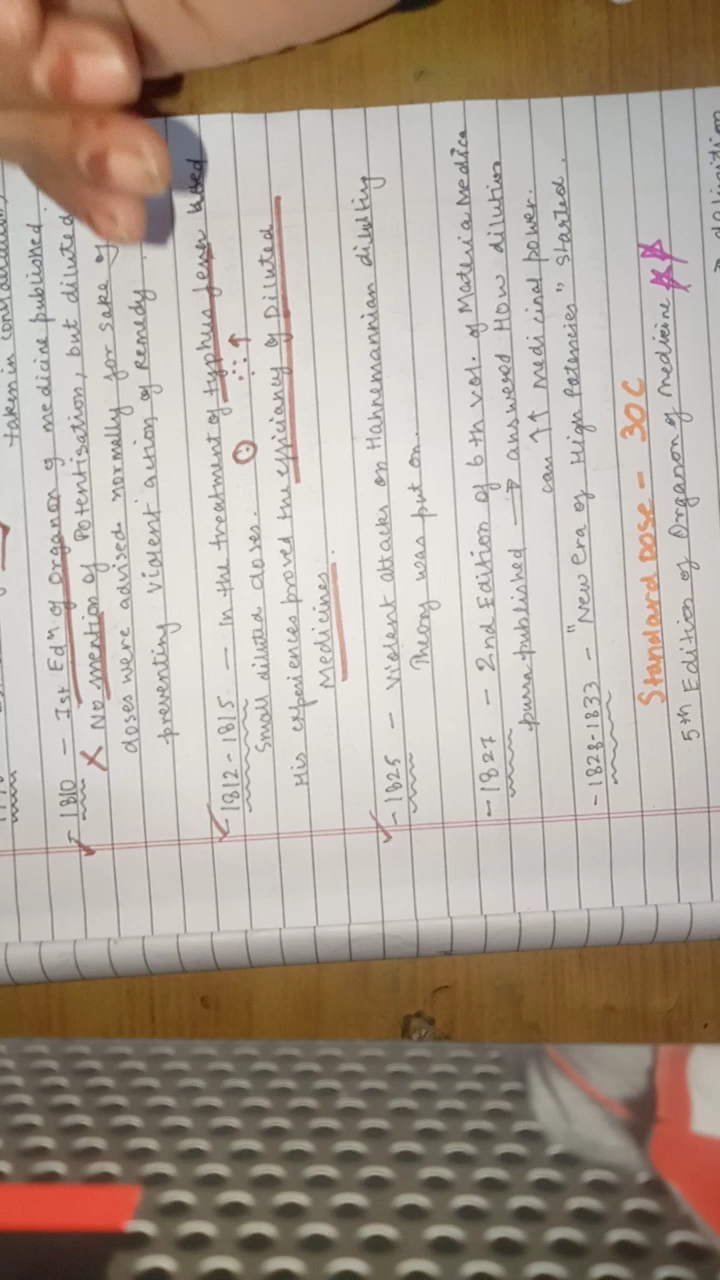 taken in
- 1810 - Ist Edn of Organon of medicine published.
X No mention of Potentisation, but diluted
doses were advised normally for sake of
preventing violent action of Remedy.
- 1812-1815 - In the treatment of typhus fever used
Small diluted doses.
His experiences proved the efficiancy of Diluted
Medicines.
- 1825 - Violent attacks on Hahnemannian diluting
Theory was put on.
- 1827 - 2nd Edition of 6th vol. of Materia Medica
pura published → answered How dilution
can ↑↑ Medicinal power.
- 1828-1833 - "New era of High Potencies" started.
Standard Dose - 30C
5th Edition of Organon of medicine